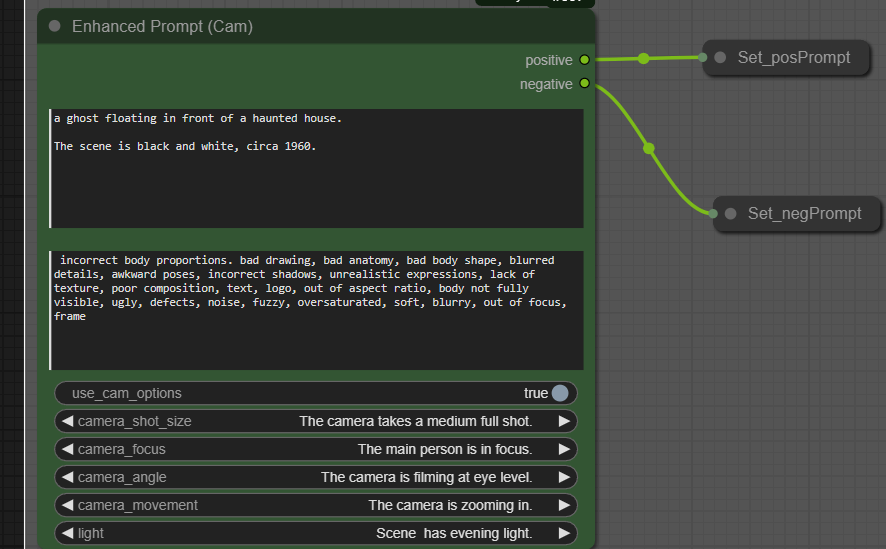 Enhanced Prompt (Cam)
positive
Set_posPrompt
negative
a ghost floating in front of a haunted house.
The scene is black and white, circa 1960.
Set_negPrompt
incorrect body proportions. bad drawing, bad anatomy, bad body shape, blurred
details, awkward poses, incorrect shadows, unrealistic expressions, lack of
texture, poor composition, text, logo, out of aspect ratio, body not fully
visible, ugly, defects, noise, fuzzy, oversaturated, soft, blurry, out of focus,
frame
use_cam_options true
camera_shot_size The camera takes a medium full shot.
camera_focus The main person is in focus.
camera_angle The camera is filming at eye level.
camera_movement The camera is zooming in.
light Scene  has evening light.